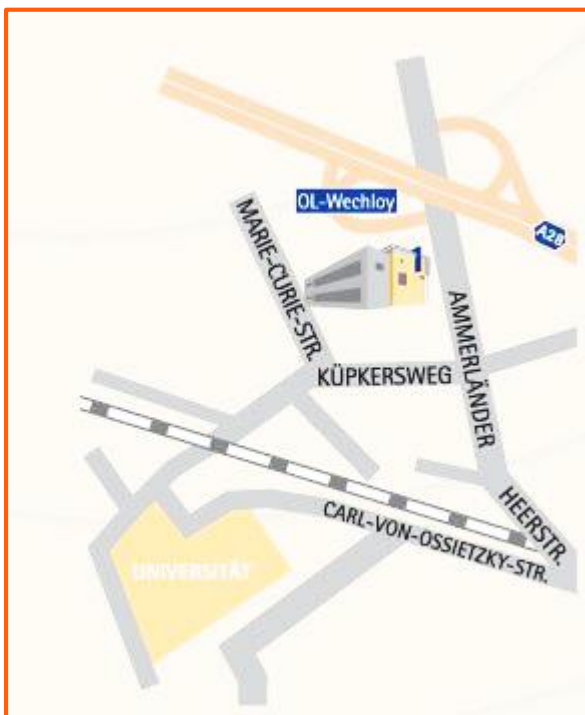 OL-Wechloy
A28
1
MARIE-CURIE-STR.
AMMERLÄNDER
HEERSTR.
KÜPKERSWEG
CARL-VON-OSSIETZKY-STR.
UNIVERSITÄT